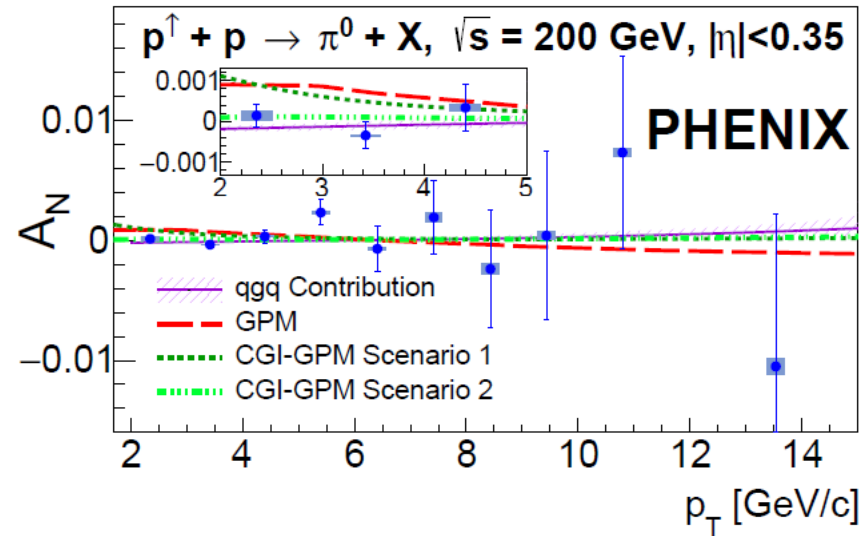 p↑ + p → π⁰ + X, √s = 200 GeV, |η|<0.35
PHENIX
A_N
0.01
0
−0.01
0.001
0
−0.001
2 3 4 5
qgq Contribution
GPM
CGI-GPM Scenario 1
CGI-GPM Scenario 2
2 4 6 8 10 12 14
p_T [GeV/c]